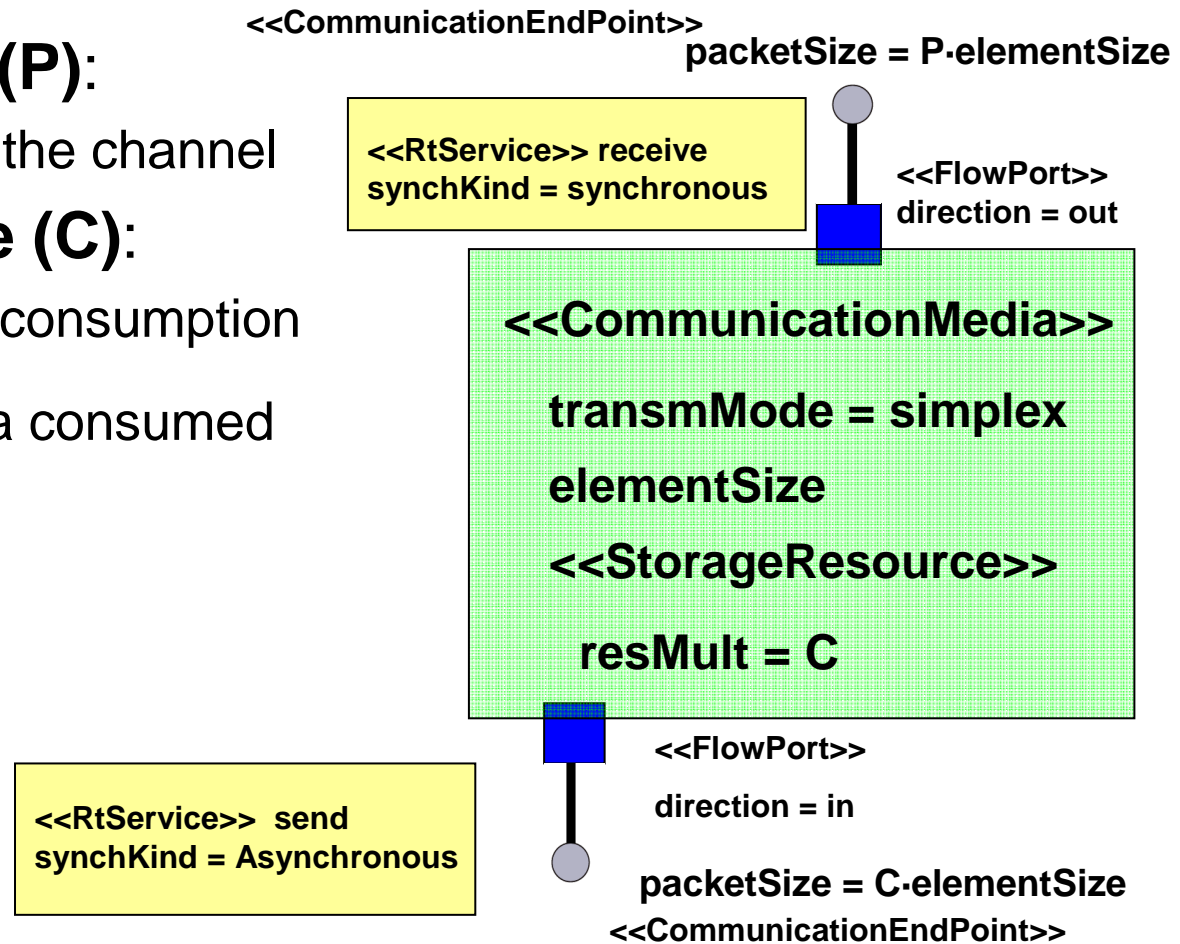 <<CommunicationEndPoint>>
packetSize = P·elementSize
(P):
the channel
e (C):
consumption
a consumed
<<RtService>> receive
synchKind = synchronous
<<FlowPort>>
direction = out
<<CommunicationMedia>>
transmMode = simplex
elementSize
<<StorageResource>>
resMult = C
<<FlowPort>>
direction = in
<<RtService>> send
synchKind = Asynchronous
packetSize = C·elementSize
<<CommunicationEndPoint>>